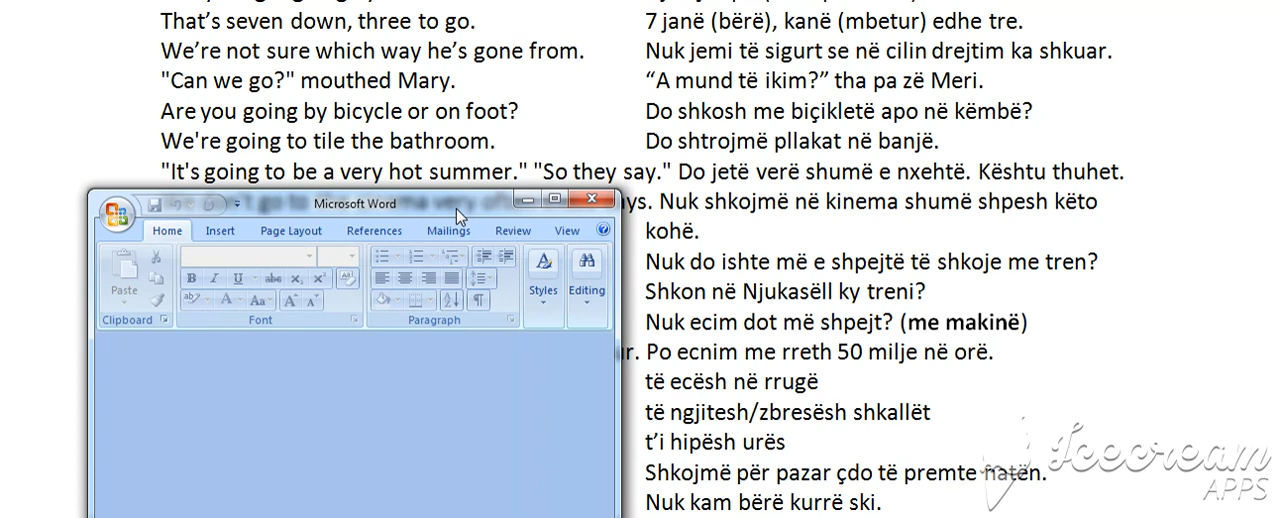 That's seven down, three to go. 7 janë (bërë), kanë (mbetur) edhe tre.
We're not sure which way he's gone from. Nuk jemi të sigurt se në cilin drejtim ka shkuar.
"Can we go?" mouthed Mary. “A mund të ikim?” tha pa zë Meri.
Are you going by bicycle or on foot? Do shkosh me biçikletë apo në këmbë?
We're going to tile the bathroom. Do shtrojmë pllakat në banjë.
"It's going to be a very hot summer." "So they say." Do jetë verë shumë e nxehtë. Kështu thuhet.
Nuk shkojmë në kinema shumë shpesh këto
kohë.
Nuk do ishte më e shpejtë të shkoje me tren?
Shkon në Njukasëll ky treni?
Nuk ecim dot më shpejt? (me makinë)
Po ecnim me rreth 50 milje në orë.
të ecësh në rrugë
të ngjitesh/zbresësh shkallët
t’i hipësh urës
Shkojmë për pazar çdo të premte natën.
Nuk kam bërë kurrë ski.
Microsoft Word
Home Insert Page Layout References Mailings Review View
Paste
B I U abc x₂ x²
Aa A A
Styles Editing
Clipboard Font Paragraph
Icecream
APPS